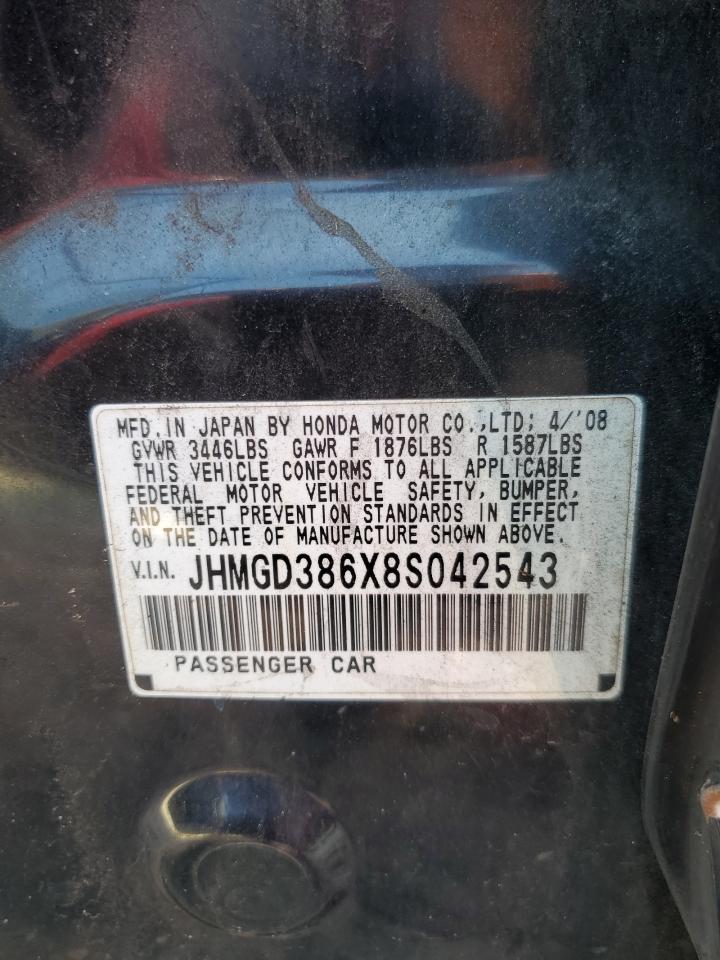 MFD. IN JAPAN BY HONDA MOTOR CO.,LTD; 4/'08
GVWR 3446LBS GAWR F 1876LBS R 1587LBS
THIS VEHICLE CONFORMS TO ALL APPLICABLE
FEDERAL MOTOR VEHICLE SAFETY, BUMPER,
AND THEFT PREVENTION STANDARDS IN EFFECT
ON THE DATE OF MANUFACTURE SHOWN ABOVE.
V.I.N. JHMGD386X8S042543
PASSENGER CAR